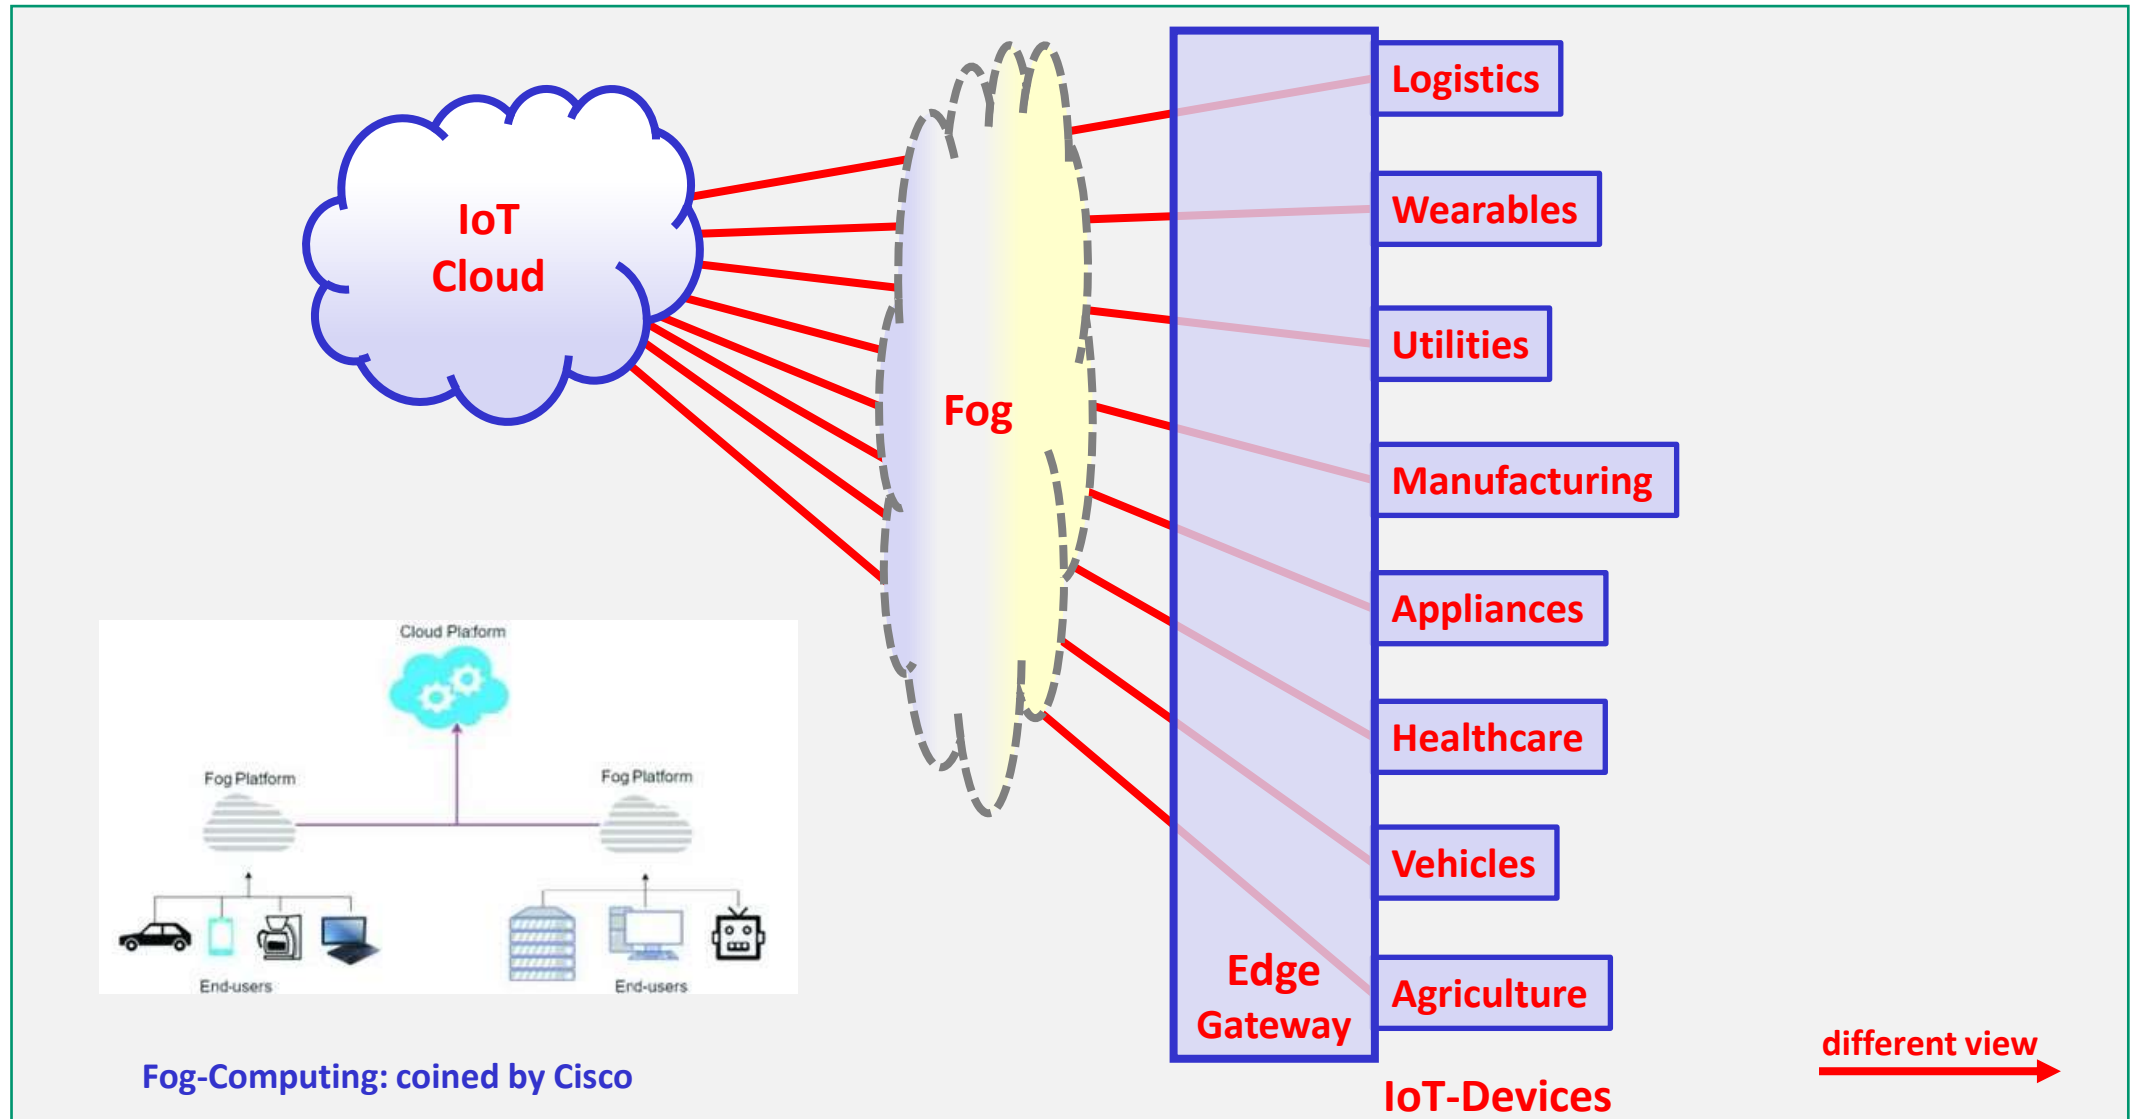 IoT
Cloud
Fog
Logistics
Wearables
Utilities
Manufacturing
Appliances
Healthcare
Vehicles
Agriculture
Edge
Gateway
IoT-Devices
Cloud Platform
Fog Platform
Fog Platform
End-users
End-users
Fog-Computing: coined by Cisco
different view